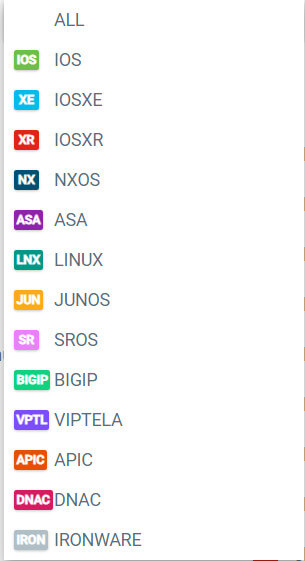 ALL
IOS IOS
XE IOSXE
XR IOSXR
NX NXOS
ASA ASA
LNX LINUX
JUN JUNOS
SR SROS
BIGIP BIGIP
VPTL VIPTELA
APIC APIC
DNAC DNAC
IRON IRONWARE